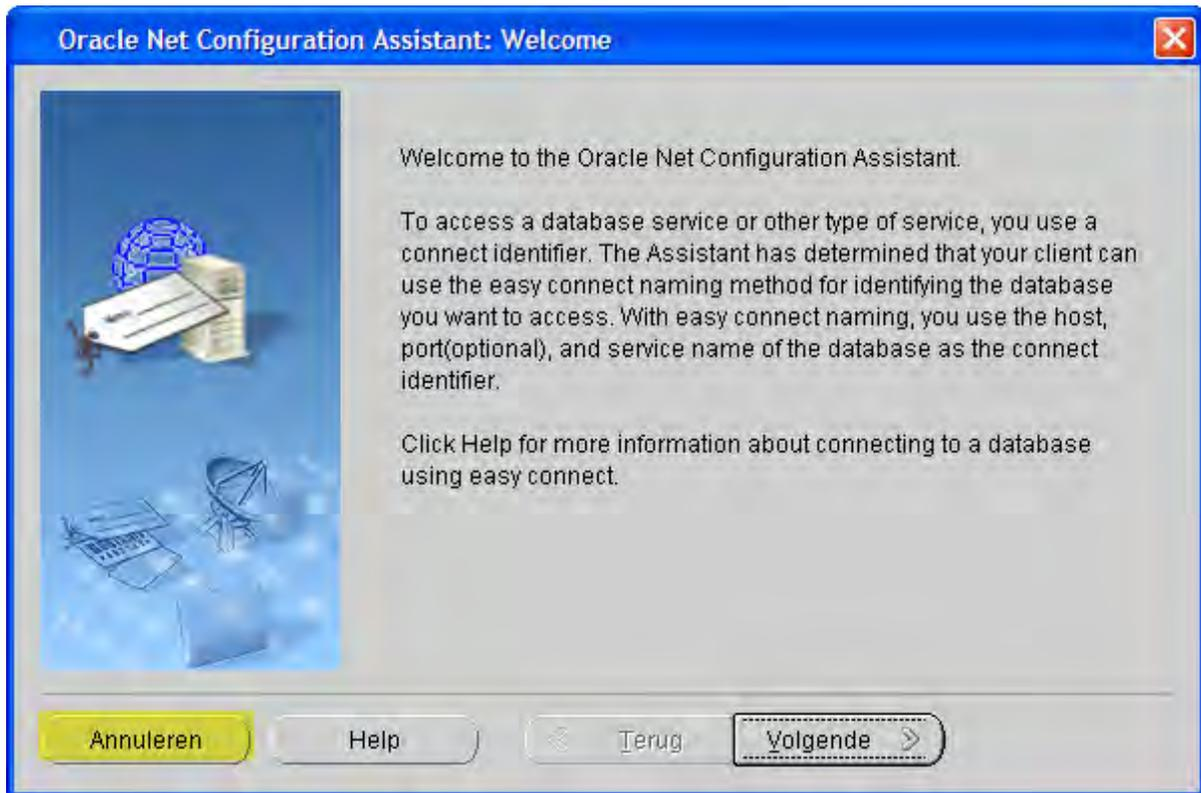 Oracle Net Configuration Assistant: Welcome
Welcome to the Oracle Net Configuration Assistant.
To access a database service or other type of service, you use a
connect identifier. The Assistant has determined that your client can
use the easy connect naming method for identifying the database
you want to access. With easy connect naming, you use the host,
port(optional), and service name of the database as the connect
identifier.
Click Help for more information about connecting to a database
using easy connect.
Annuleren
Help
Terug
Volgende